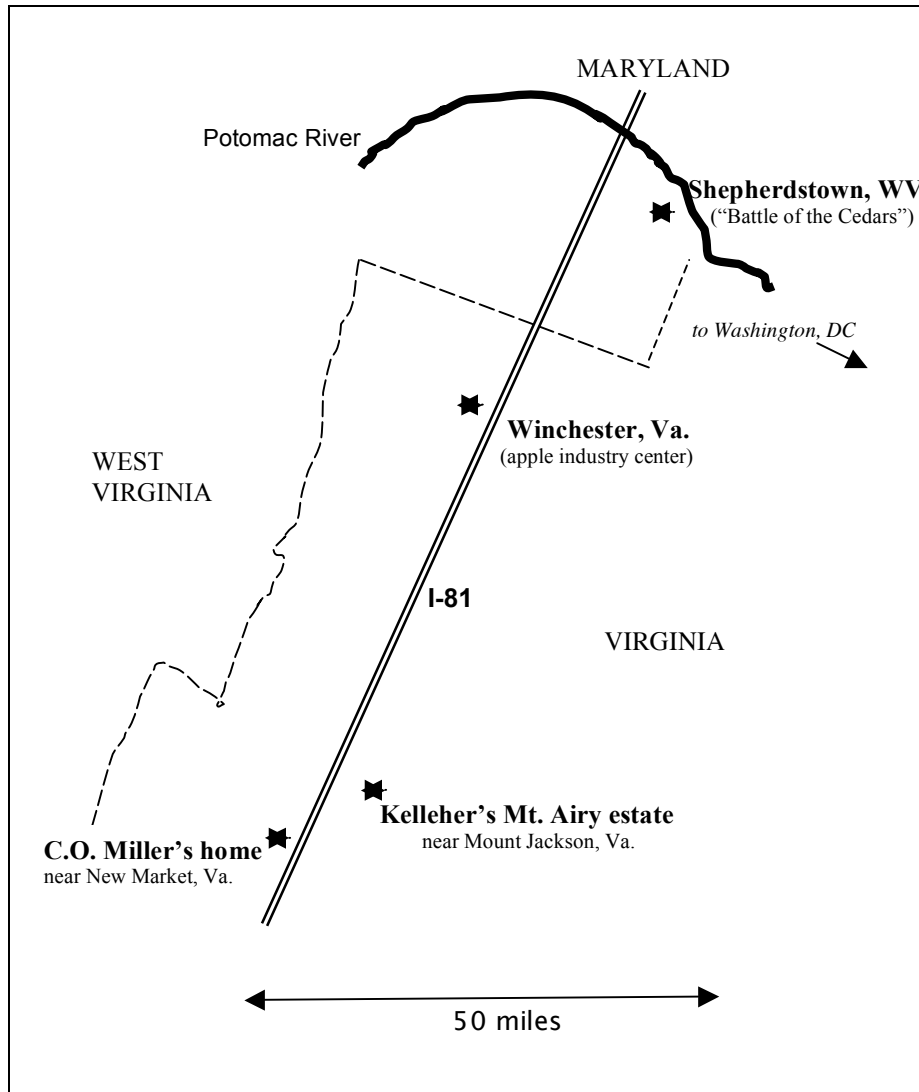 MARYLAND
Potomac River
Shepherdstown, WV
(“Battle of the Cedars”)
to Washington, DC
Winchester, Va.
(apple industry center)
WEST
VIRGINIA
I-81
VIRGINIA
Kelleher’s Mt. Airy estate
near Mount Jackson, Va.
C.O. Miller’s home
near New Market, Va.
50 miles